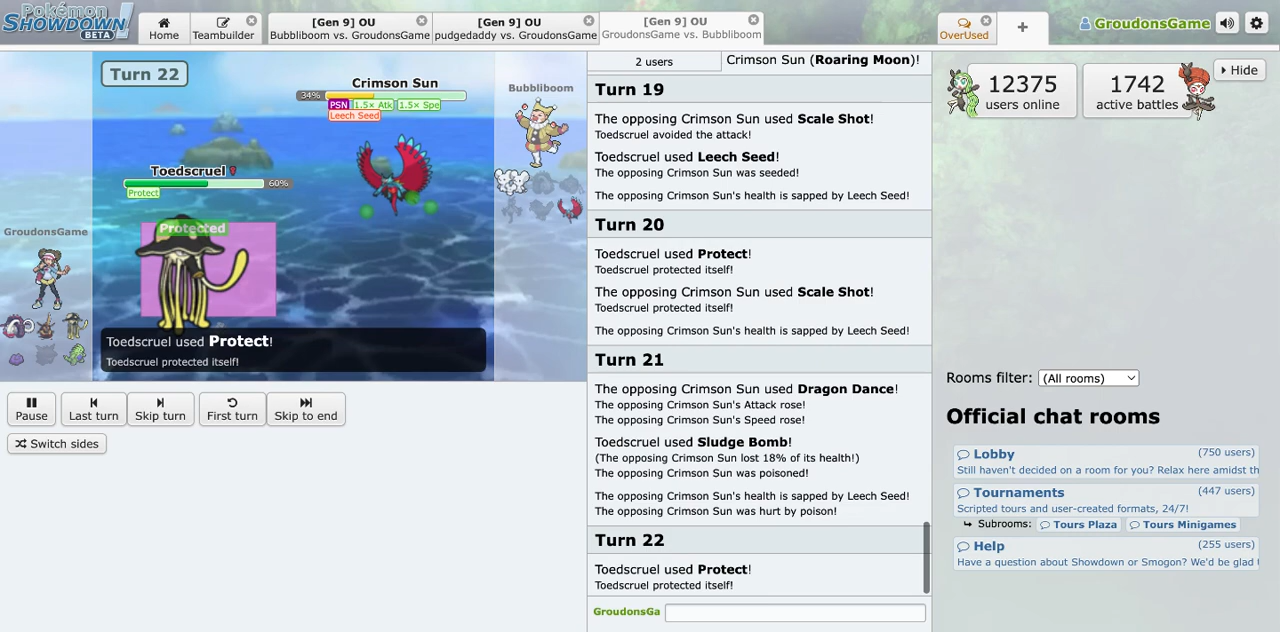 Pokémon
SHOWDOWN!
BETA
Home
Teambuilder
[Gen 9] OU
Bubbliboom vs. GroudonsGame
[Gen 9] OU
pudgedaddy vs. GroudonsGame
[Gen 9] OU
GroudonsGame vs. Bubbliboom
OverUsed
+
GroudonsGame
Turn 22
Crimson Sun
34%
PSN 1.5× Atk 1.5× Spe
Leech Seed
Toedscruel
60%
Protect
Protected
Bubbliboom
GroudonsGame
Toedscruel used Protect!
Toedscruel protected itself!
Pause
Last turn
Skip turn
First turn
Skip to end
Switch sides
2 users
Crimson Sun (Roaring Moon)!
Turn 19
The opposing Crimson Sun used Scale Shot!
Toedscruel avoided the attack!
Toedscruel used Leech Seed!
The opposing Crimson Sun was seeded!
The opposing Crimson Sun's health is sapped by Leech Seed!
Turn 20
Toedscruel used Protect!
Toedscruel protected itself!
The opposing Crimson Sun used Scale Shot!
Toedscruel protected itself!
The opposing Crimson Sun's health is sapped by Leech Seed!
Turn 21
The opposing Crimson Sun used Dragon Dance!
The opposing Crimson Sun's Attack rose!
The opposing Crimson Sun's Speed rose!
Toedscruel used Sludge Bomb!
(The opposing Crimson Sun lost 18% of its health!)
The opposing Crimson Sun was poisoned!
The opposing Crimson Sun's health is sapped by Leech Seed!
The opposing Crimson Sun was hurt by poison!
Turn 22
Toedscruel used Protect!
Toedscruel protected itself!
GroudonsGa
12375
users online
1742
active battles
Hide
Rooms filter: (All rooms)
Official chat rooms
Lobby (750 users)
Still haven't decided on a room for you? Relax here amidst th
Tournaments (447 users)
Scripted tours and user-created formats, 24/7!
Subrooms: Tours Plaza Tours Minigames
Help (255 users)
Have a question about Showdown or Smogon? We'd be glad t